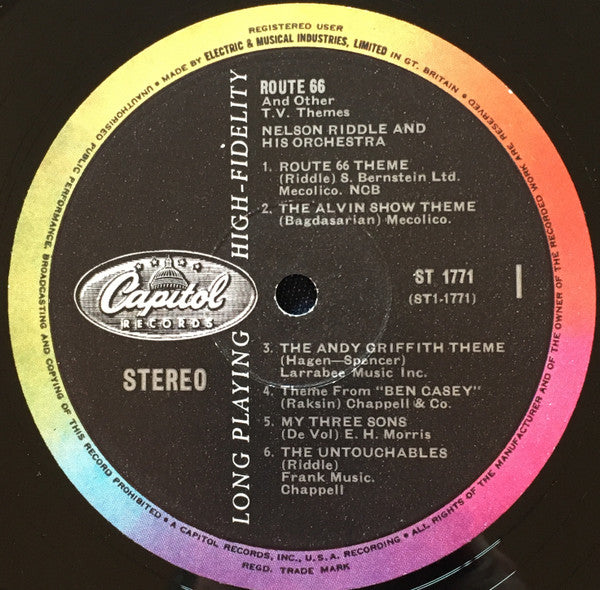 REGISTERED USER
• MADE BY ELECTRIC & MUSICAL INDUSTRIES, LIMITED IN GT. BRITAIN •
ALL RIGHTS OF THE MANUFACTURER AND OF THE OWNER OF THE RECORDED WORK ARE RESERVED •
UNAUTHORISED PUBLIC PERFORMANCE, BROADCASTING AND COPYING OF THIS RECORD PROHIBITED •
A CAPITOL RECORDS, INC., U.S.A. RECORDING •
REGD. TRADE MARK
LONG PLAYING HIGH-FIDELITY
Capitol
RECORDS
STEREO
ROUTE 66
And Other
T.V. Themes
NELSON RIDDLE AND
HIS ORCHESTRA
1. ROUTE 66 THEME
(Riddle) S. Bernstein Ltd.
Mecolico. NCB
2. THE ALVIN SHOW THEME
(Bagdasarian) Mecolico.
ST 1771
(ST1-1771)
I
3. THE ANDY GRIFFITH THEME
(Hagen—Spencer)
Larrabee Music Inc.
4. Theme From "BEN CASEY"
(Raksin) Chappell & Co.
5. MY THREE SONS
(De Vol) E. H. Morris
6. THE UNTOUCHABLES
(Riddle)
Frank Music.
Chappell